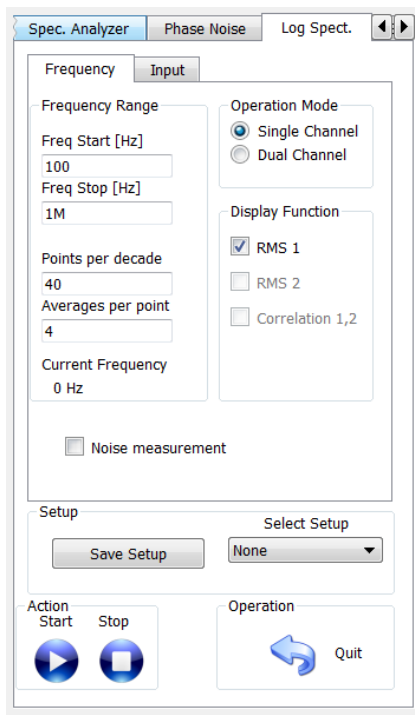 Spec. Analyzer
Phase Noise
Log Spect.
Frequency
Input
Frequency Range
Freq Start [Hz]
100
Freq Stop [Hz]
1M
Points per decade
40
Averages per point
4
Current Frequency
0 Hz
Operation Mode
Single Channel
Dual Channel
Display Function
RMS 1
RMS 2
Correlation 1,2
Noise measurement
Setup
Save Setup
Select Setup
None
Action
Start Stop
Operation
Quit